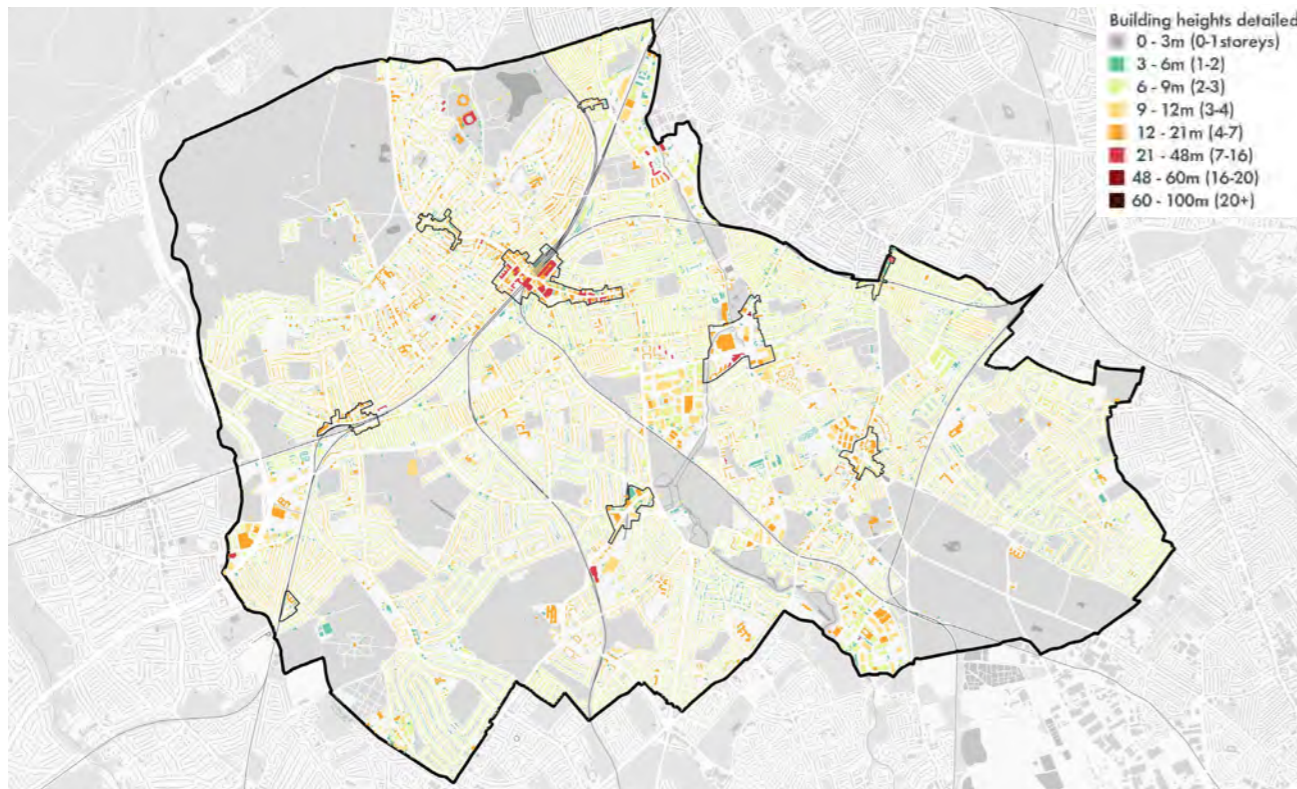 Building heights detailed
0 - 3m (0-1storeys)
3 - 6m (1-2)
6 - 9m (2-3)
9 - 12m (3-4)
12 - 21m (4-7)
21 - 48m (7-16)
48 - 60m (16-20)
60 - 100m (20+)